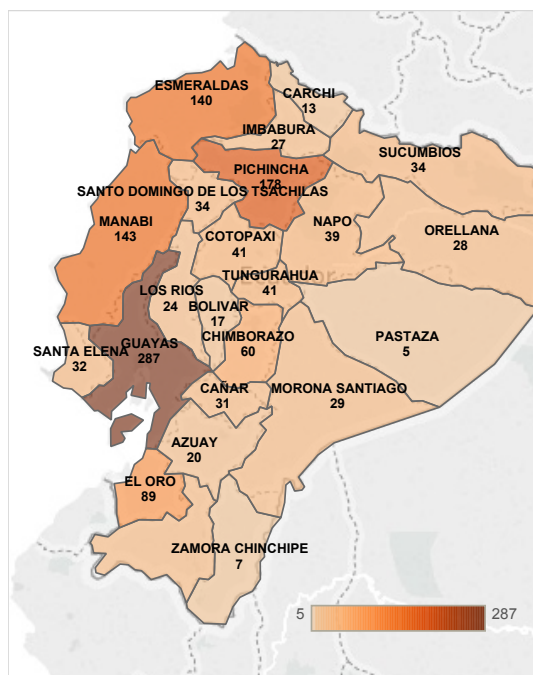 ESMERALDAS
140
CARCHI
13
IMBABURA
27
SUCUMBIOS
34
PICHINCHA
178
SANTO DOMINGO DE LOS TSACHILAS
34
MANABI
143
NAPO
39
ORELLANA
28
COTOPAXI
41
TUNGURAHUA
41
LOS RIOS
24
BOLIVAR
17
PASTAZA
5
SANTA ELENA
32
GUAYAS
287
CHIMBORAZO
60
CAÑAR
31
MORONA SANTIAGO
29
AZUAY
20
EL ORO
89
ZAMORA CHINCHIPE
7
5
287